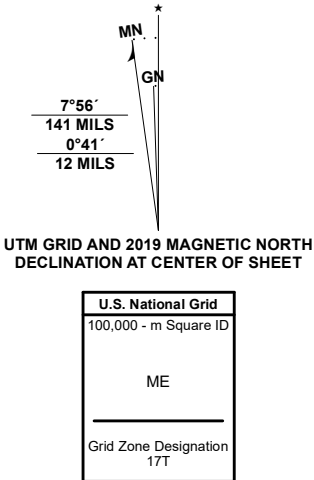 ★
MN
GN
7°56´
141 MILS
0°41´
12 MILS
UTM GRID AND 2019 MAGNETIC NORTH
DECLINATION AT CENTER OF SHEET
U.S. National Grid
100,000 - m Square ID
ME
Grid Zone Designation
17T